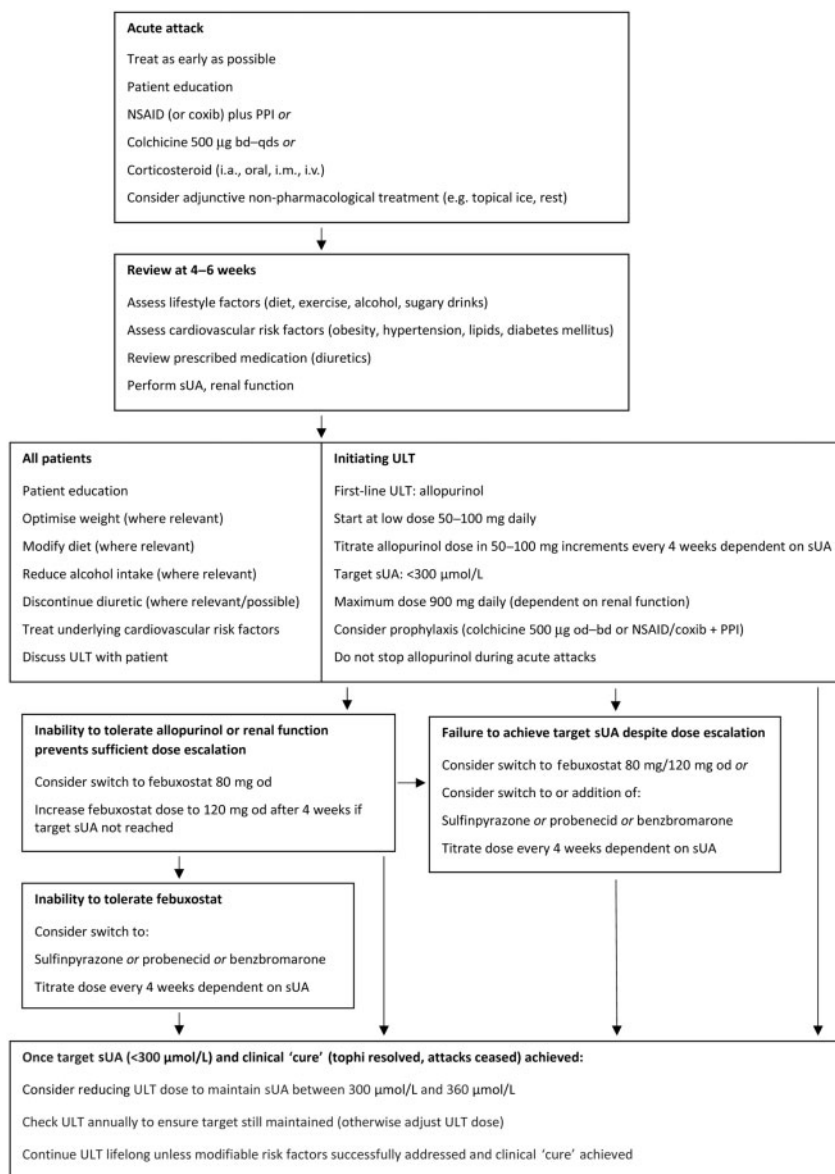 Acute attack
Treat as early as possible
Patient education
NSAID (or coxib) plus PPI or
Colchicine 500 µg bd–qds or
Corticosteroid (i.a., oral, i.m., i.v.)
Consider adjunctive non-pharmacological treatment (e.g. topical ice, rest)
Review at 4–6 weeks
Assess lifestyle factors (diet, exercise, alcohol, sugary drinks)
Assess cardiovascular risk factors (obesity, hypertension, lipids, diabetes mellitus)
Review prescribed medication (diuretics)
Perform sUA, renal function
All patients
Patient education
Optimise weight (where relevant)
Modify diet (where relevant)
Reduce alcohol intake (where relevant)
Discontinue diuretic (where relevant/possible)
Treat underlying cardiovascular risk factors
Discuss ULT with patient
Initiating ULT
First-line ULT: allopurinol
Start at low dose 50–100 mg daily
Titrate allopurinol dose in 50–100 mg increments every 4 weeks dependent on sUA
Target sUA: <300 µmol/L
Maximum dose 900 mg daily (dependent on renal function)
Consider prophylaxis (colchicine 500 µg od–bd or NSAID/coxib + PPI)
Do not stop allopurinol during acute attacks
Inability to tolerate allopurinol or renal function
prevents sufficient dose escalation
Consider switch to febuxostat 80 mg od
Increase febuxostat dose to 120 mg od after 4 weeks if
target sUA not reached
Failure to achieve target sUA despite dose escalation
Consider switch to febuxostat 80 mg/120 mg od or
Consider switch to or addition of:
Sulfinpyrazone or probenecid or benzbromarone
Titrate dose every 4 weeks dependent on sUA
Inability to tolerate febuxostat
Consider switch to:
Sulfinpyrazone or probenecid or benzbromarone
Titrate dose every 4 weeks dependent on sUA
Once target sUA (<300 µmol/L) and clinical ‘cure’ (tophi resolved, attacks ceased) achieved:
Consider reducing ULT dose to maintain sUA between 300 µmol/L and 360 µmol/L
Check ULT annually to ensure target still maintained (otherwise adjust ULT dose)
Continue ULT lifelong unless modifiable risk factors successfully addressed and clinical ‘cure’ achieved